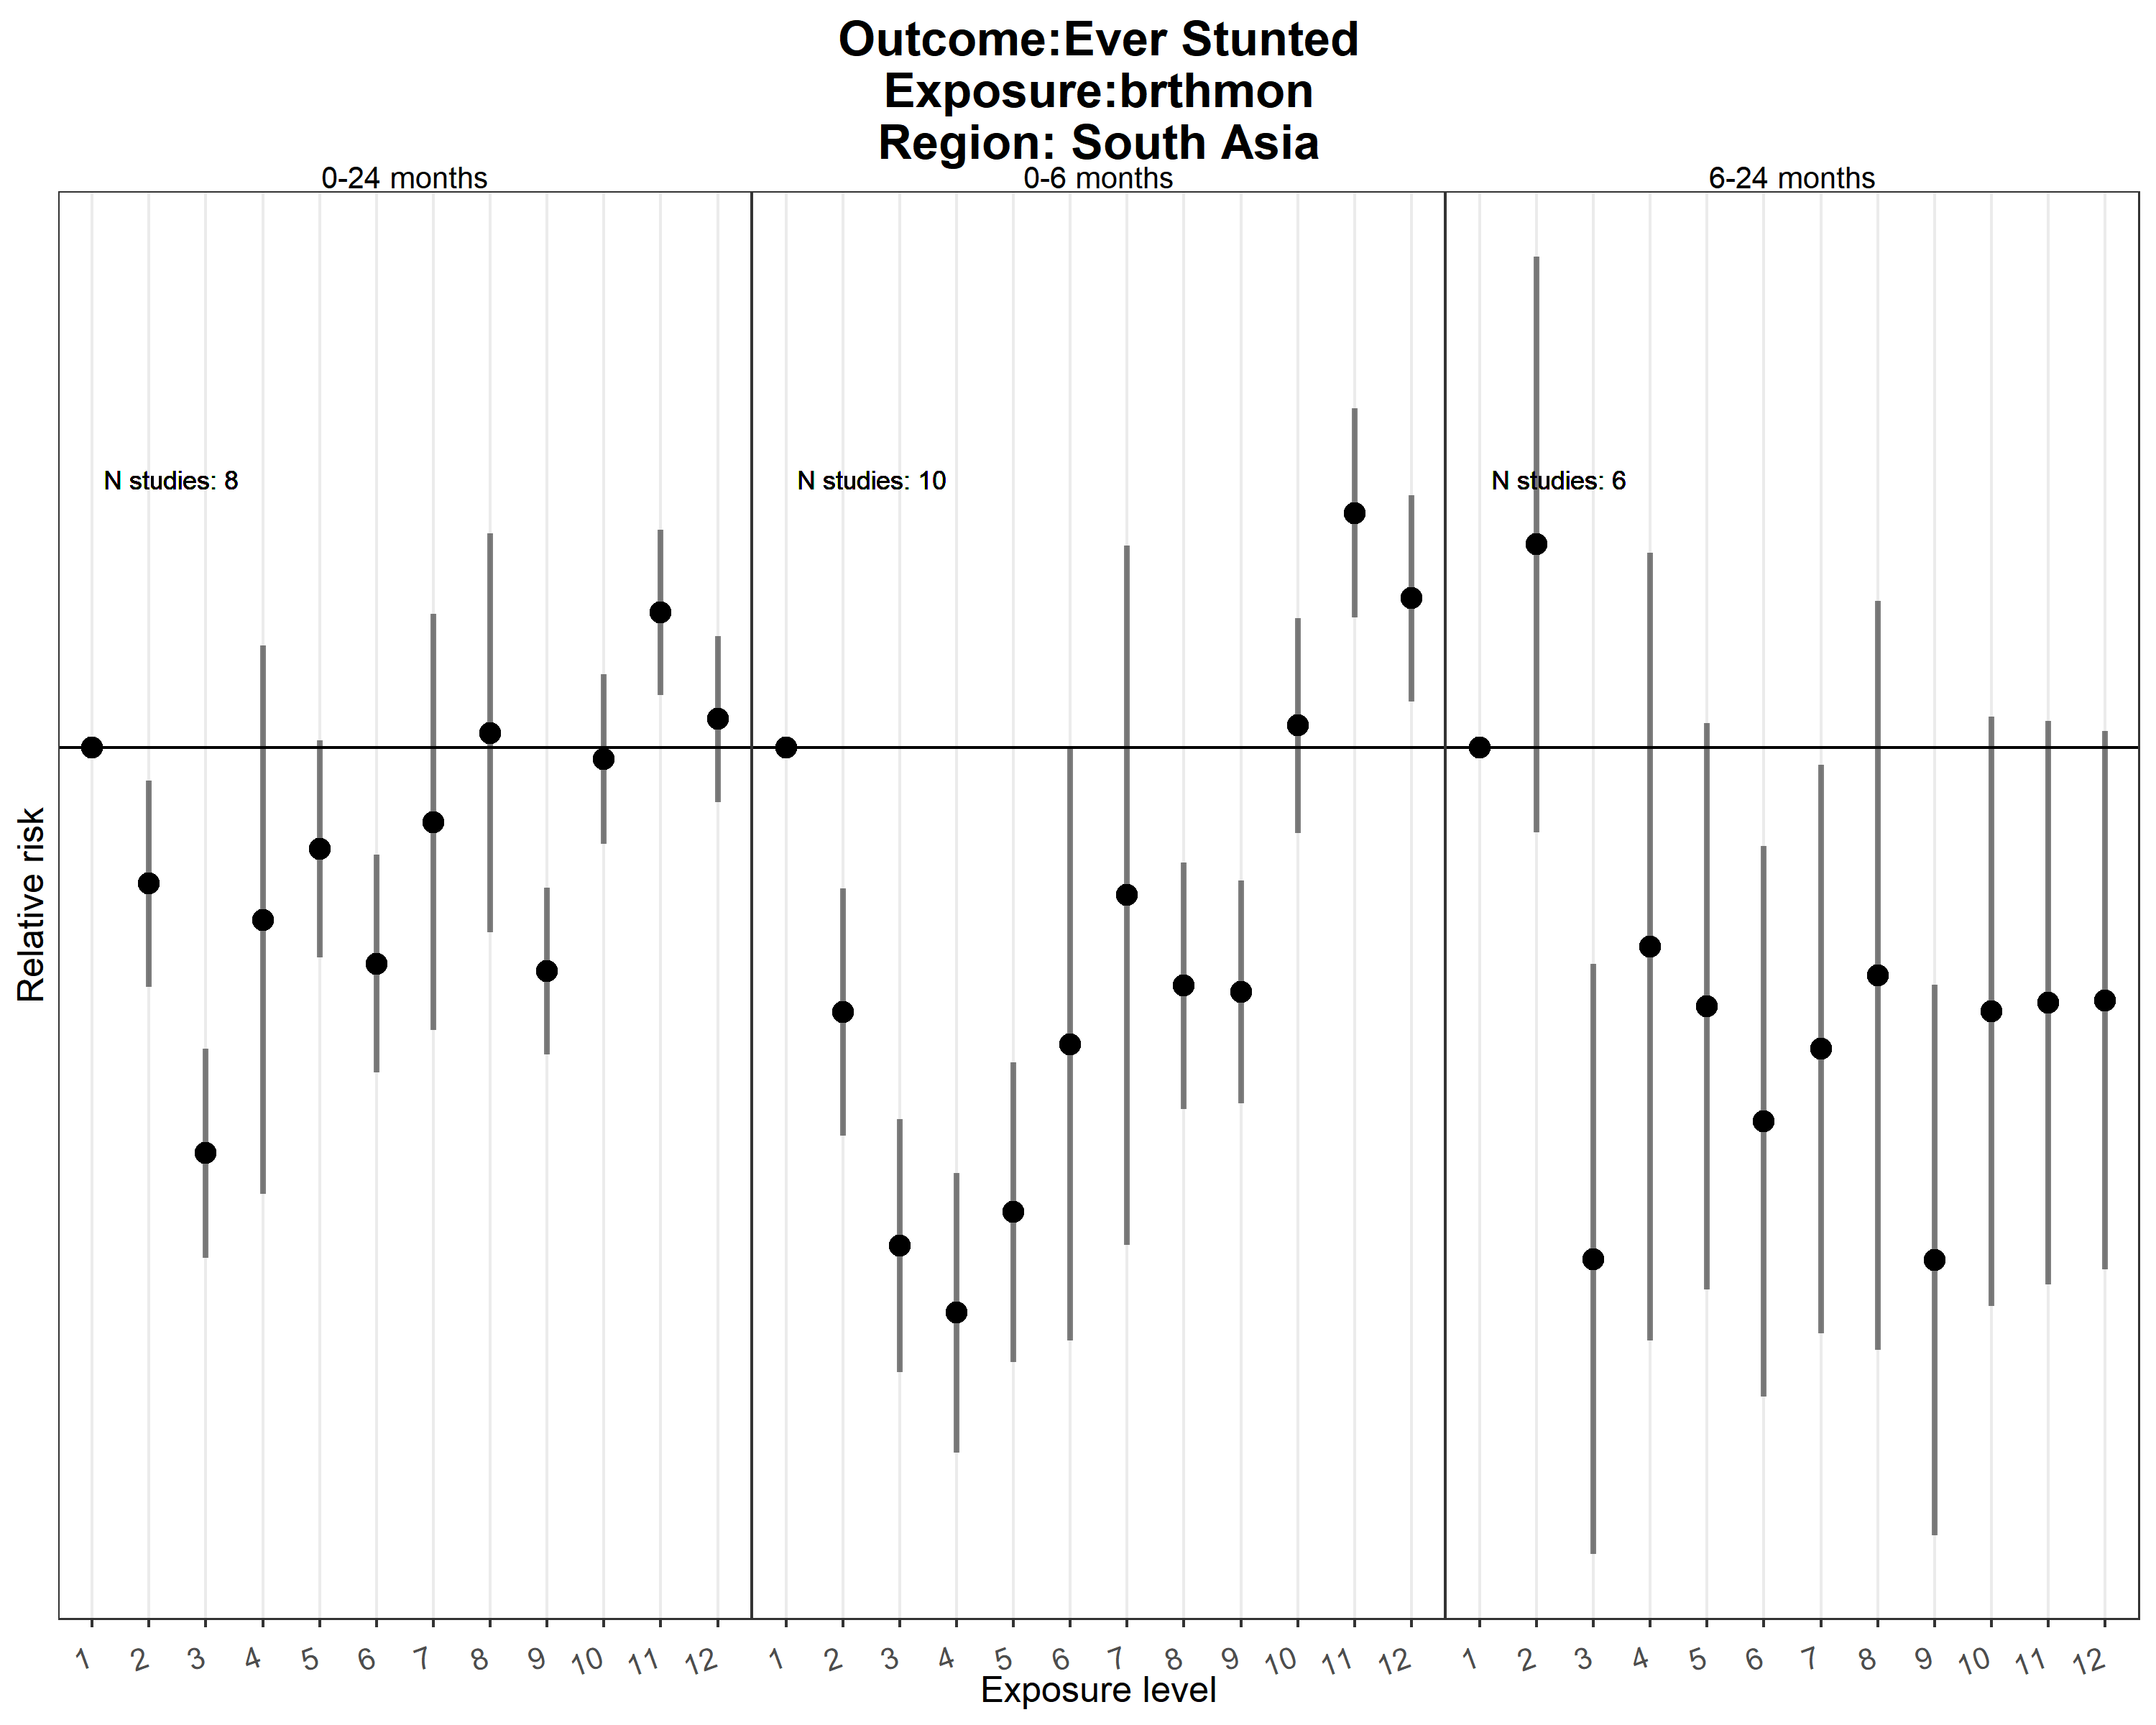 Outcome:Ever Stunted
Exposure:brthmon
Region: South Asia
0-24 months 0-6 months 6-24 months
N studies: 8 N studies: 10 N studies: 6
Relative risk
1 2 3 4 5 6 7 8 9 10 11 12 1 2 3 4 5 6 7 8 9 10 11 12 1 2 3 4 5 6 7 8 9 10 11 12
Exposure level